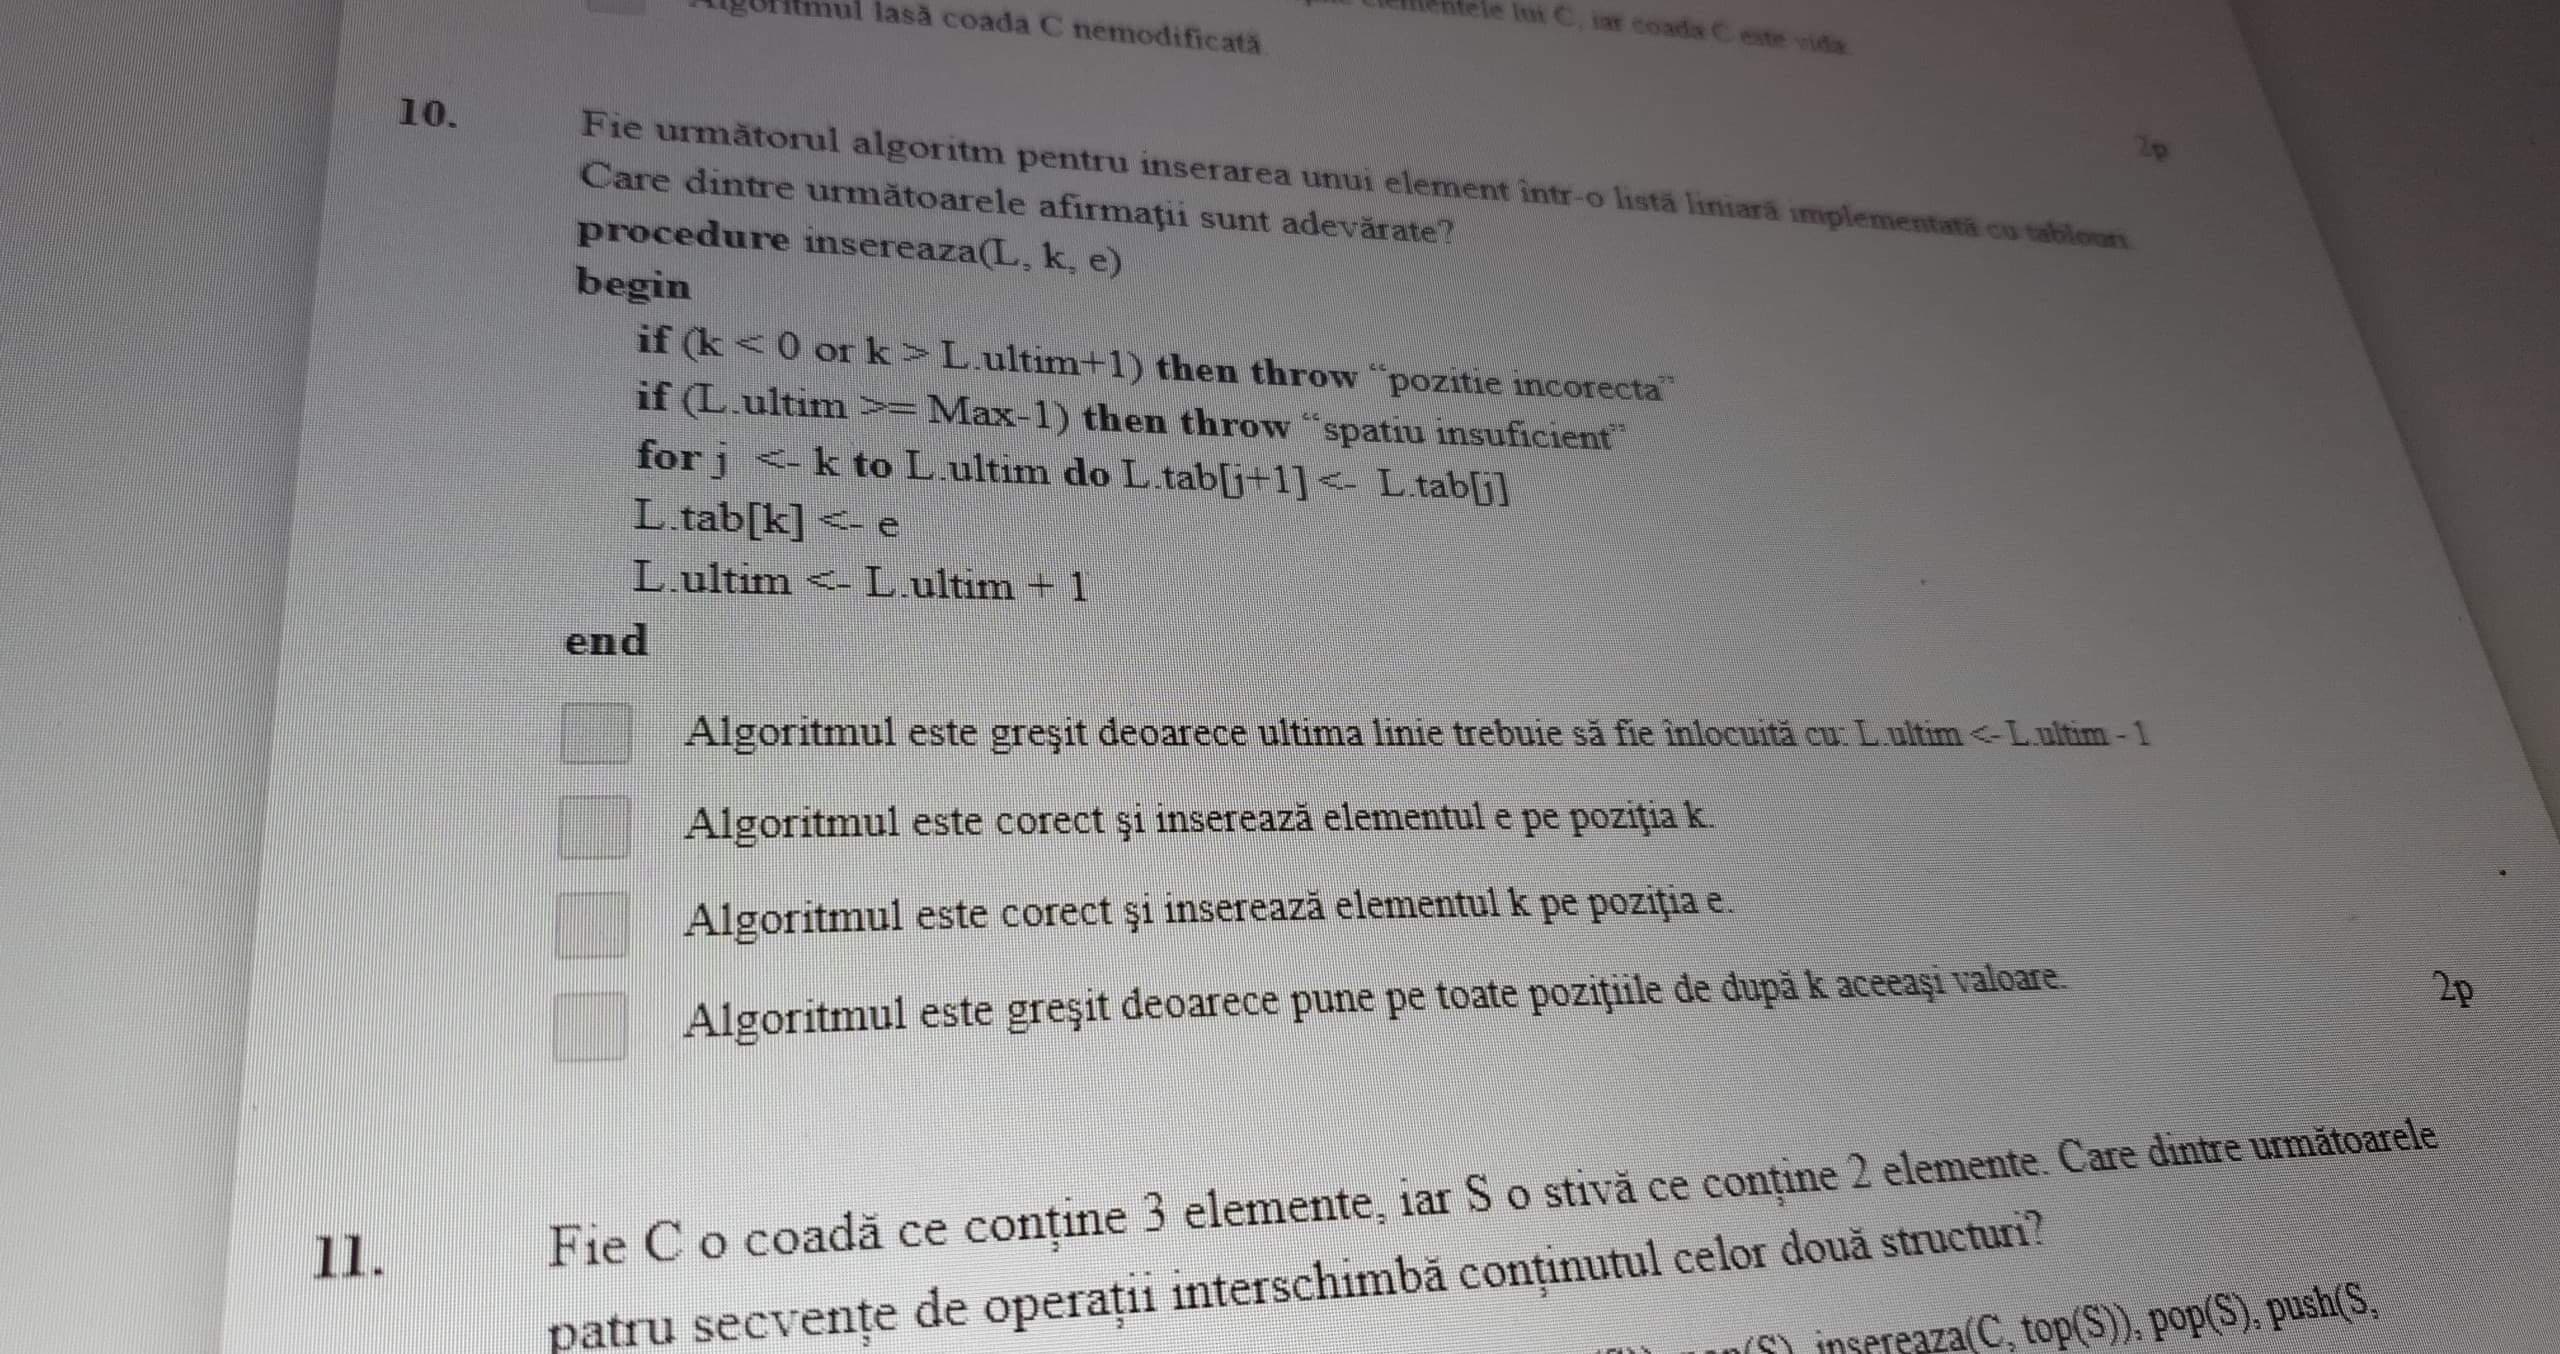 Algoritmul lasă coada C nemodificată
elementele lui C, iar coada C este vida
10.
2p
Fie următorul algoritm pentru inserarea unui element într-o listă liniară implementată cu tablouri.
Care dintre următoarele afirmaţii sunt adevărate?
procedure insereaza(L, k, e)
begin
if (k < 0 or k > L.ultim+1) then throw “pozitie incorecta”
if (L.ultim >= Max-1) then throw “spatiu insuficient”
for j <- k to L.ultim do L.tab[j+1] <- L.tab[j]
L.tab[k] <- e
L.ultim <- L.ultim + 1
end
Algoritmul este greşit deoarece ultima linie trebuie să fie înlocuită cu: L.ultim <- L.ultim - 1
Algoritmul este corect şi inserează elementul e pe poziţia k.
Algoritmul este corect şi inserează elementul k pe poziţia e.
Algoritmul este greşit deoarece pune pe toate poziţiile de după k aceeaşi valoare.
2p
11.
Fie C o coadă ce conține 3 elemente, iar S o stivă ce conține 2 elemente. Care dintre următoarele
patru secvențe de operații interschimbă conținutul celor două structuri?
insereaza(C, top(S)), pop(S), push(S,